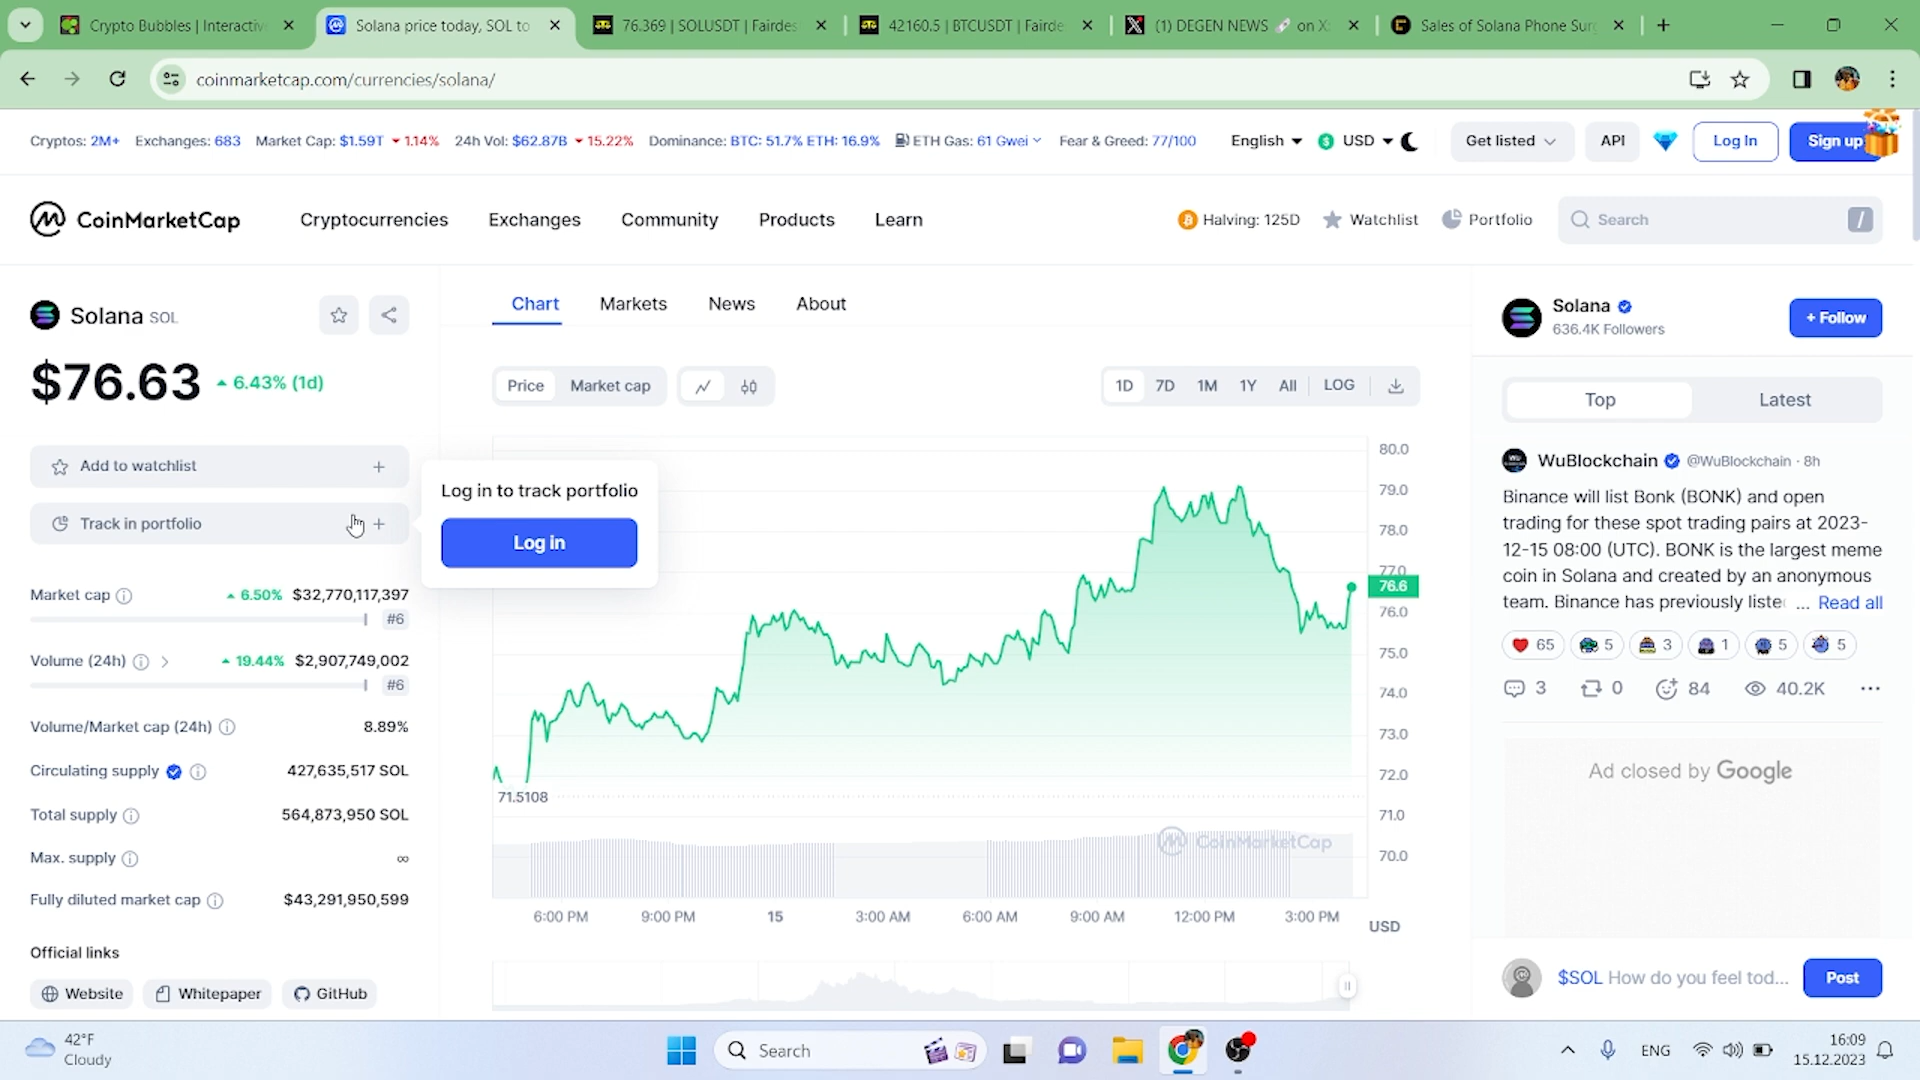 Crypto Bubbles | Interactive
Solana price today, SOL to
76.369 | SOLUSDT | Fairdes
42160.5 | BTCUSDT | Fairde
(1) DEGEN NEWS on X:
Sales of Solana Phone Sur
coinmarketcap.com/currencies/solana/
Cryptos: 2M+ Exchanges: 683 Market Cap: $1.59T 1.14% 24h Vol: $62.87B 15.22% Dominance: BTC: 51.7% ETH: 16.9% ETH Gas: 61 Gwei Fear & Greed: 77/100
English USD Get listed API Log In Sign up
CoinMarketCap
Cryptocurrencies Exchanges Community Products Learn
Halving: 125D Watchlist Portfolio Search /
Solana SOL
$76.63 6.43% (1d)
Add to watchlist +
Track in portfolio +
Log in to track portfolio
Log in
Market cap 6.50% $32,770,117,397
#6
Volume (24h) 19.44% $2,907,749,002
#6
Volume/Market cap (24h) 8.89%
Circulating supply 427,635,517 SOL
Total supply 564,873,950 SOL
Max. supply ∞
Fully diluted market cap $43,291,950,599
Official links
Website Whitepaper GitHub
Chart Markets News About
Price Market cap
1D 7D 1M 1Y All LOG
80.0
79.0
78.0
77.0
76.6
76.0
75.0
74.0
73.0
72.0
71.0
70.0
71.5108
CoinMarketCap
6:00 PM 9:00 PM 15 3:00 AM 6:00 AM 9:00 AM 12:00 PM 3:00 PM
USD
Solana
636.4K Followers
+ Follow
Top Latest
WuBlockchain @WuBlockchain · 8h
Binance will list Bonk (BONK) and open
trading for these spot trading pairs at 2023-
12-15 08:00 (UTC). BONK is the largest meme
coin in Solana and created by an anonymous
team. Binance has previously liste ... Read all
65 5 3 1 5 5
3 0 84 40.2K
Ad closed by Google
$SOL How do you feel tod...
Post
42°F
Cloudy
Search
ENG
16:09
15.12.2023